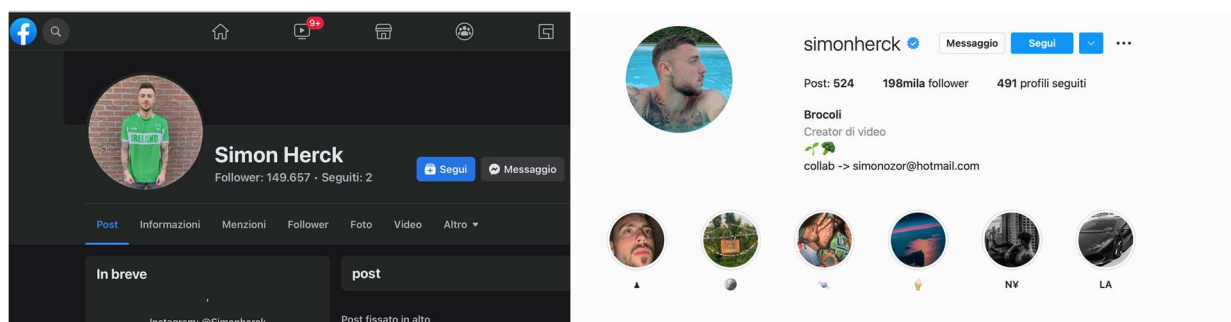 9+
IRELAND
Simon Herck
Follower: 149.657 • Seguiti: 2
Segui
Messaggio
Post
Informazioni
Menzioni
Follower
Foto
Video
Altro
In breve
,
Instagram: @Simonherck
post
Post fissato in alto
simonherck
Messaggio
Segui
Post: 524
198mila follower
491 profili seguiti
Brocoli
Creator di video
collab -> simonozor@hotmail.com
N¥
LA